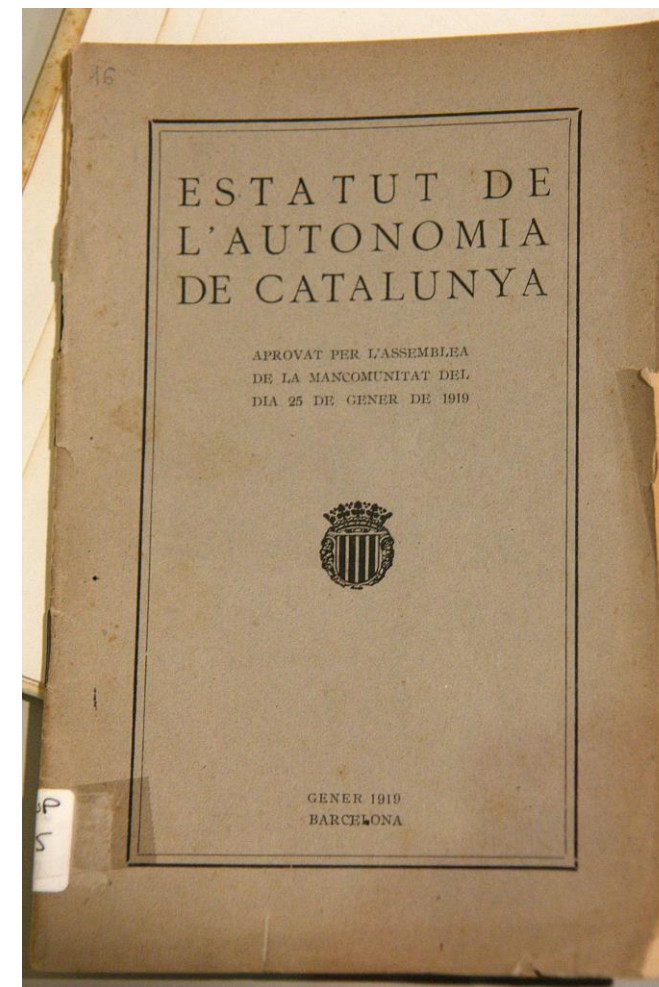 16
ESTATUT DE
L'AUTONOMIA
DE CATALUNYA
APROVAT PER L'ASSEMBLEA
DE LA MANCOMUNITAT DEL
DIA 25 DE GENER DE 1919
GENER 1919
BARCELONA